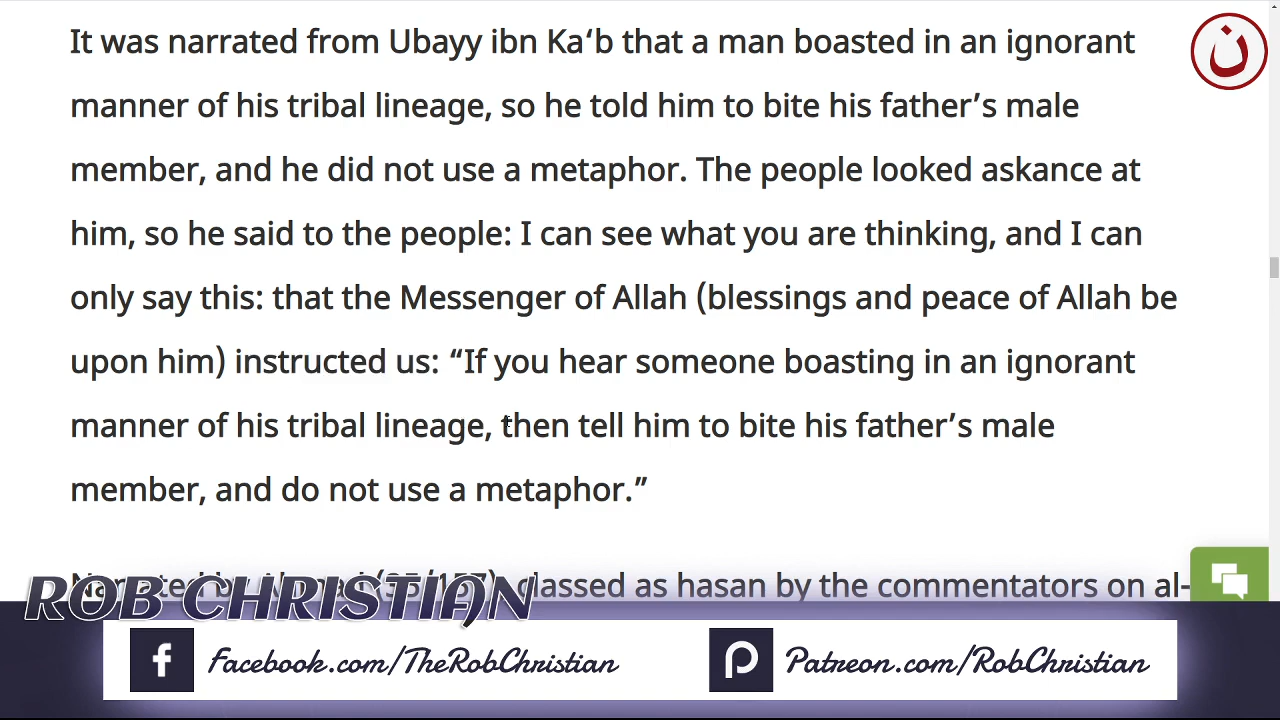 It was narrated from Ubayy ibn Ka‘b that a man boasted in an ignorant
manner of his tribal lineage, so he told him to bite his father’s male
member, and he did not use a metaphor. The people looked askance at
him, so he said to the people: I can see what you are thinking, and I can
only say this: that the Messenger of Allah (blessings and peace of Allah be
upon him) instructed us: “If you hear someone boasting in an ignorant
manner of his tribal lineage, then tell him to bite his father’s male
member, and do not use a metaphor.”
Narrated by classed as hasan by the commentators on al-
ROB CHRISTIAN
Facebook.com/TheRobChristian
Patreon.com/RobChristian
ن